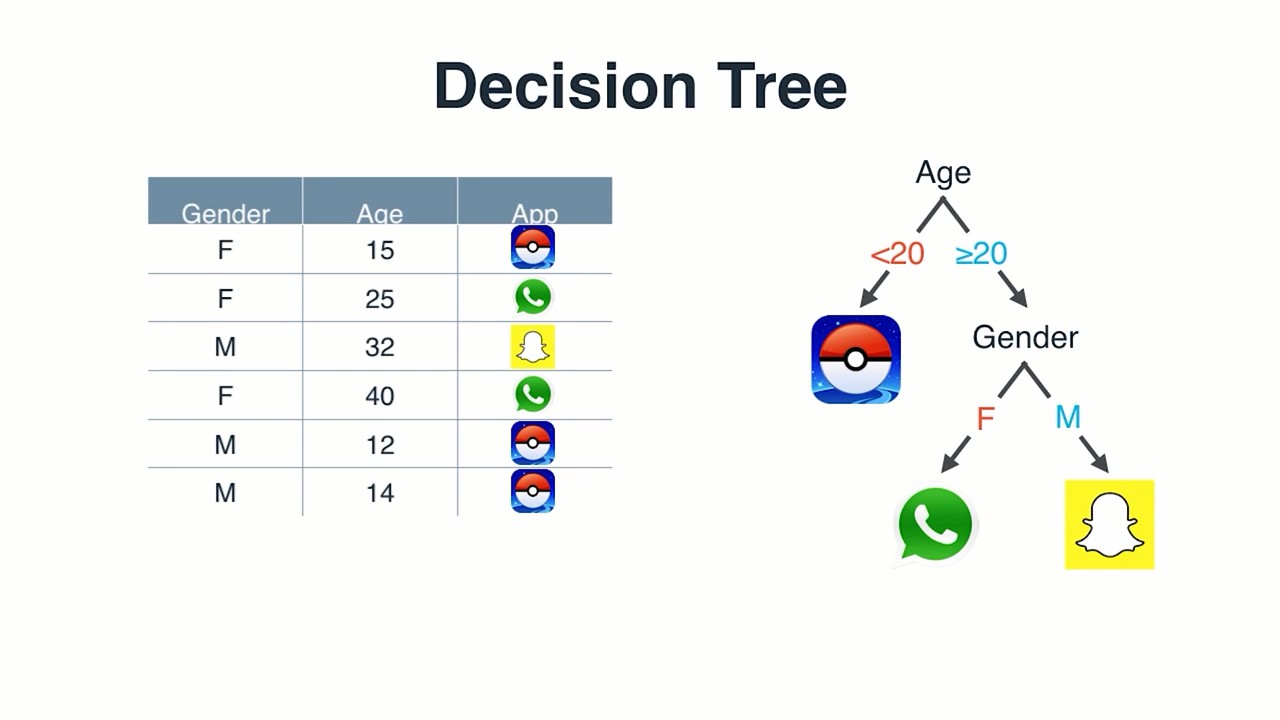 Decision Tree
Gender Age App
F 15
F 25
M 32
F 40
M 12
M 14
Age
<20 ≥20
Gender
F M